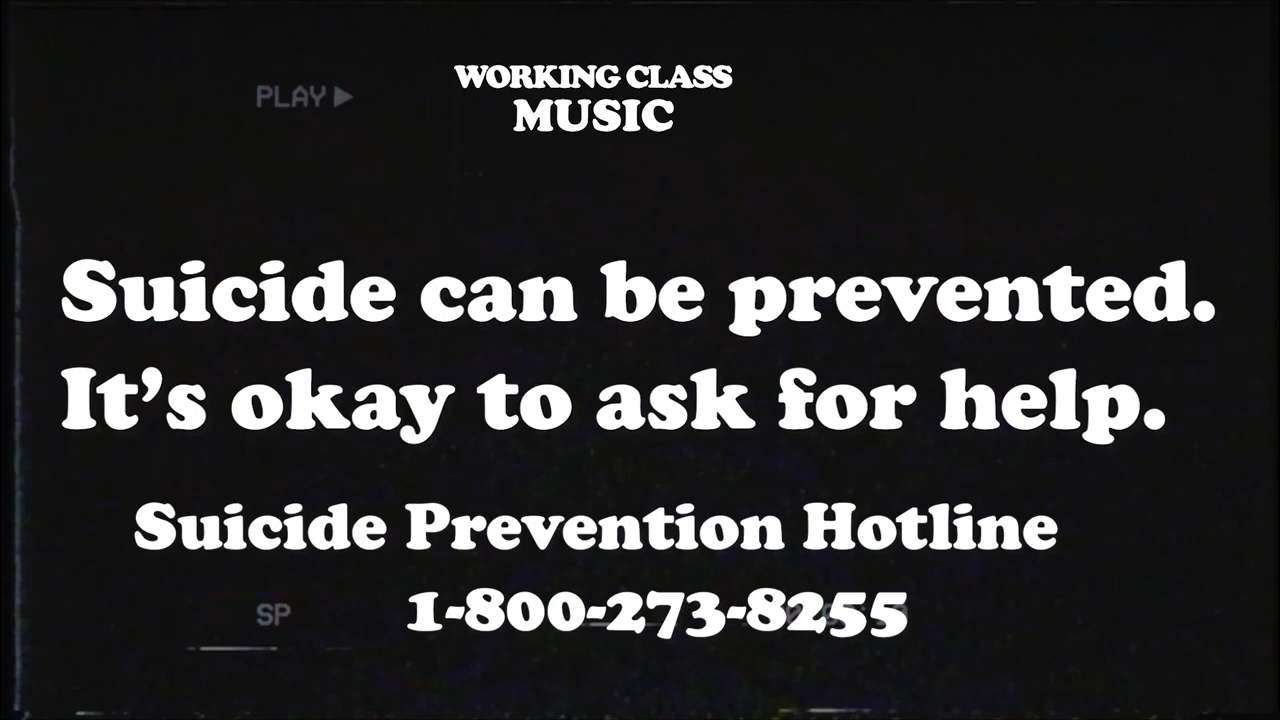 WORKING CLASS
PLAY
MUSIC
Suicide can be prevented.
It's okay to ask for help.
Suicide Prevention Hotline
SP
1-800-273-8255